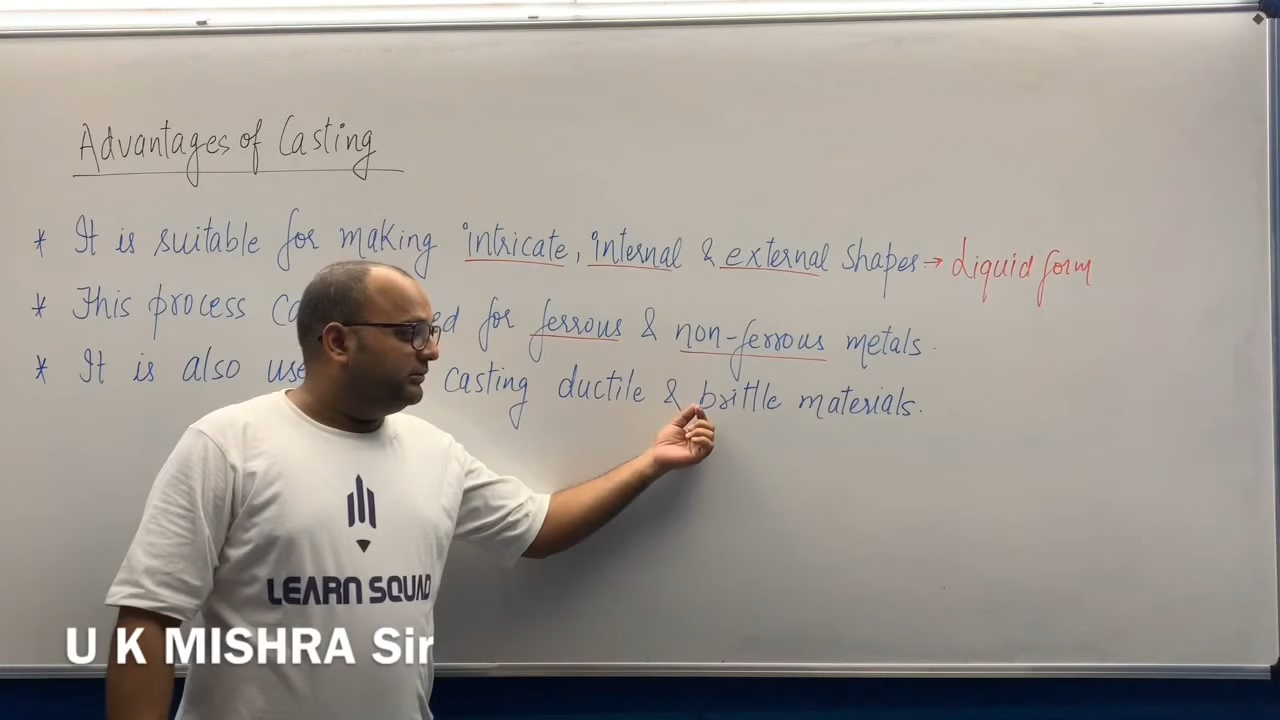 Advantages of Casting
* It is suitable for making intricate, internal & external shapes → Liquid form
* This process ca ed for ferrous & non-ferrous metals.
* It is also use casting ductile & brittle materials.
LEARN SQUAD
U K MISHRA Sir